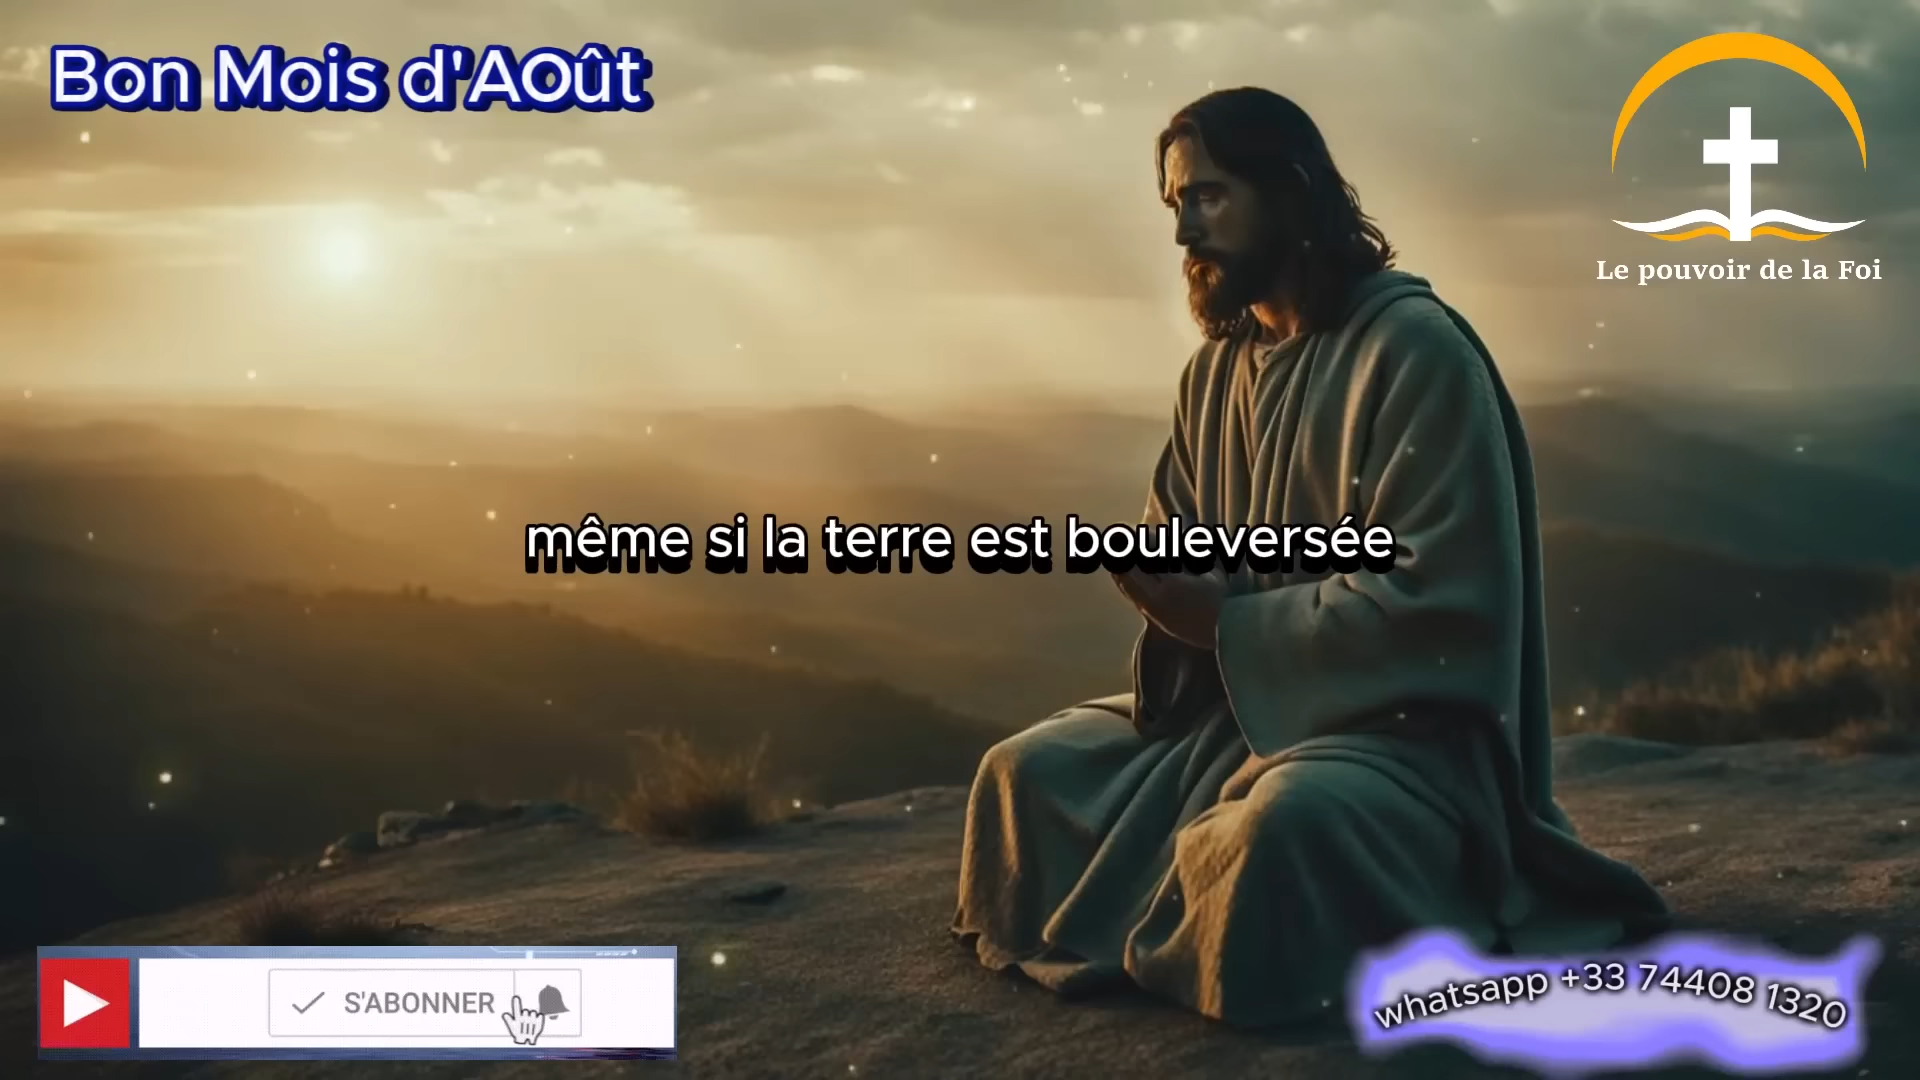 Bon Mois d'AOût
Le pouvoir de la Foi
même si la terre est bouleversée
S'ABONNER
whatsapp +33 74408 1320